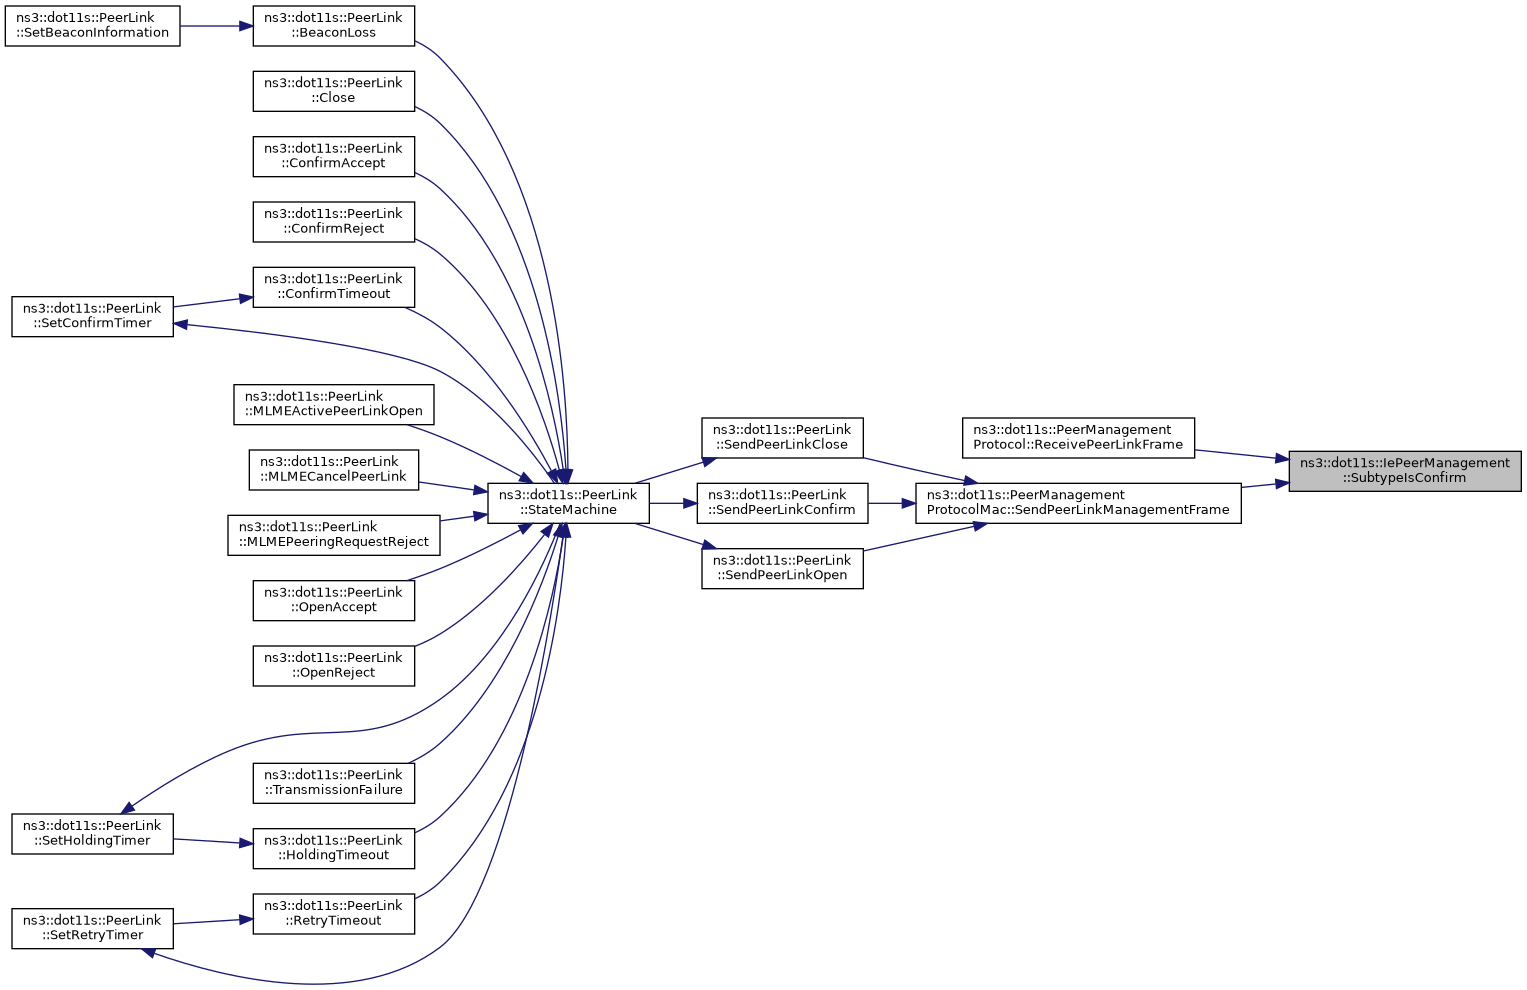 ns3::dot11s::PeerLink
::SetBeaconInformation
ns3::dot11s::PeerLink
::BeaconLoss
ns3::dot11s::PeerLink
::Close
ns3::dot11s::PeerLink
::ConfirmAccept
ns3::dot11s::PeerLink
::ConfirmReject
ns3::dot11s::PeerLink
::ConfirmTimeout
ns3::dot11s::PeerLink
::SetConfirmTimer
ns3::dot11s::PeerLink
::MLMEActivePeerLinkOpen
ns3::dot11s::PeerLink
::MLMECancelPeerLink
ns3::dot11s::PeerLink
::MLMEPeeringRequestReject
ns3::dot11s::PeerLink
::OpenAccept
ns3::dot11s::PeerLink
::OpenReject
ns3::dot11s::PeerLink
::TransmissionFailure
ns3::dot11s::PeerLink
::SetHoldingTimer
ns3::dot11s::PeerLink
::HoldingTimeout
ns3::dot11s::PeerLink
::RetryTimeout
ns3::dot11s::PeerLink
::SetRetryTimer
ns3::dot11s::PeerLink
::StateMachine
ns3::dot11s::PeerLink
::SendPeerLinkClose
ns3::dot11s::PeerLink
::SendPeerLinkConfirm
ns3::dot11s::PeerLink
::SendPeerLinkOpen
ns3::dot11s::PeerManagement
Protocol::ReceivePeerLinkFrame
ns3::dot11s::PeerManagement
ProtocolMac::SendPeerLinkManagementFrame
ns3::dot11s::IePeerManagement
::SubtypeIsConfirm